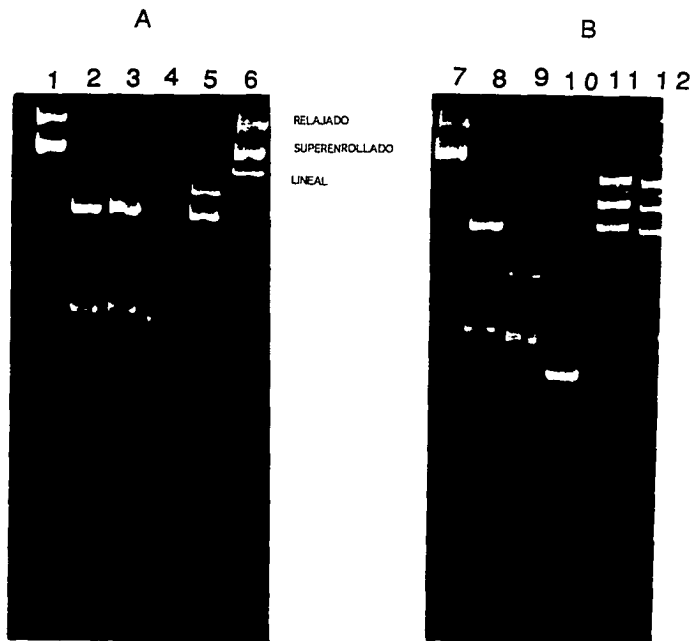 A
B
1 2 3 4 5 6
7 8 9 10 11 12
RELAJADO
SUPERENROLLADO
LINEAL